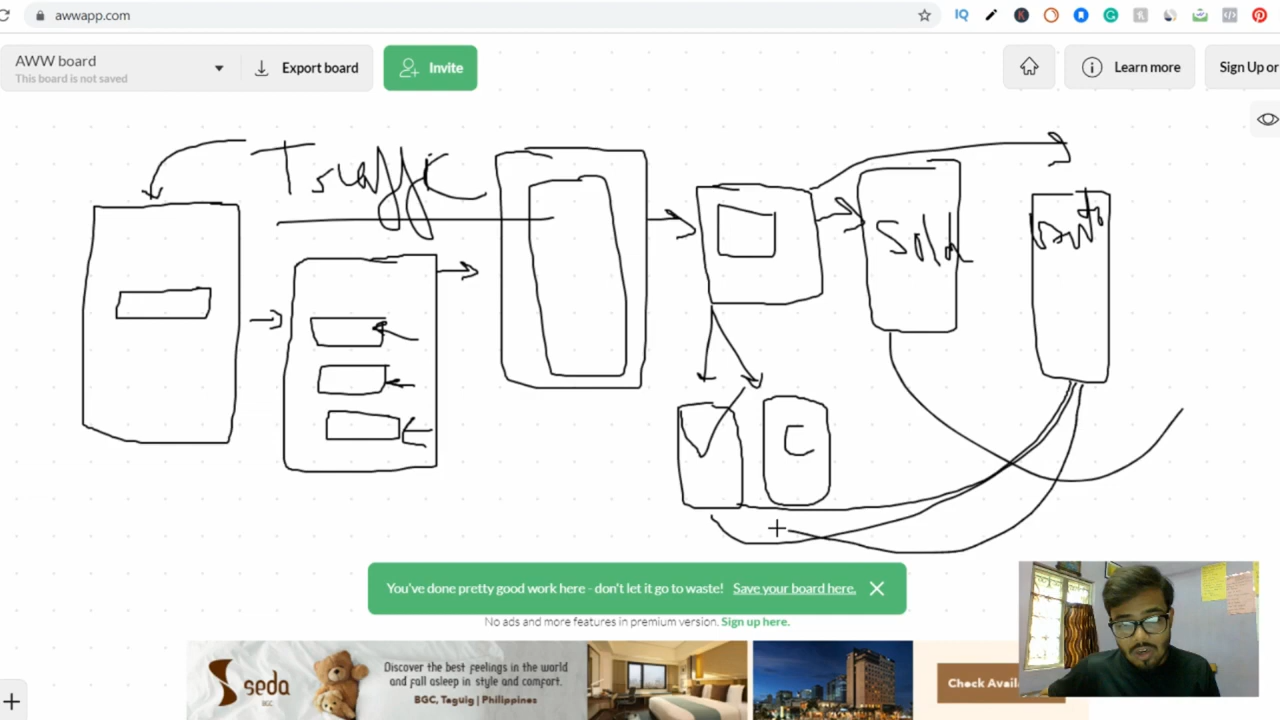 awwapp.com
IQ
AWW board
This board is not saved
Export board
Invite
Learn more
Sign Up or
Traffic
Sold
C
You've done pretty good work here - don't let it go to waste! Save your board here.
No ads and more features in premium version. Sign up here.
seda
BGC
Discover the best feelings in the world
and fall asleep in style and comfort.
BGC, Taguig | Philippines
Check Avail